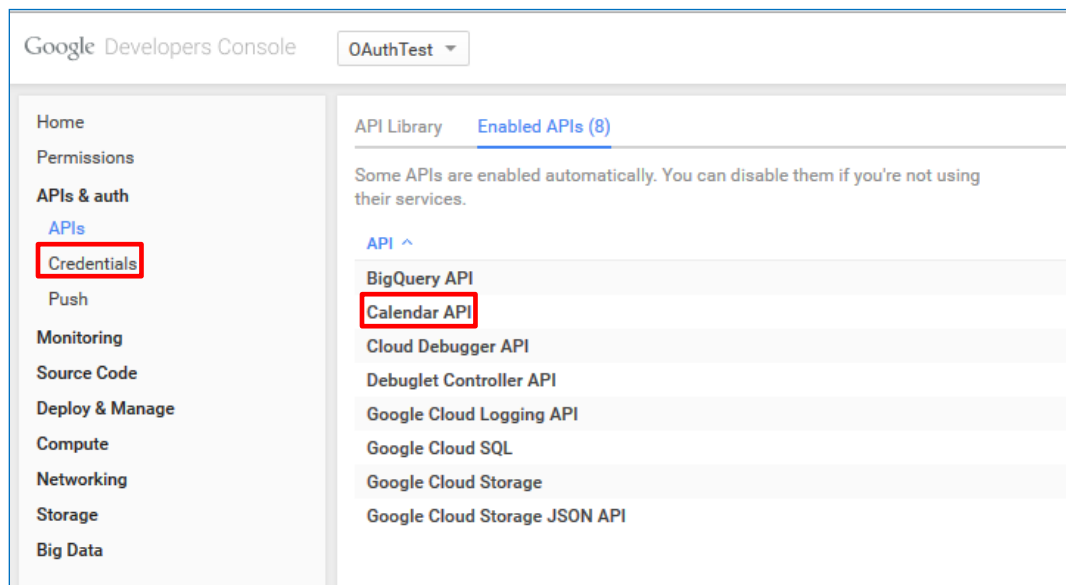 Google Developers Console
OAuthTest
Home
Permissions
APIs & auth
APIs
Credentials
Push
Monitoring
Source Code
Deploy & Manage
Compute
Networking
Storage
Big Data
API Library
Enabled APIs (8)
Some APIs are enabled automatically. You can disable them if you're not using
their services.
API
BigQuery API
Calendar API
Cloud Debugger API
Debuglet Controller API
Google Cloud Logging API
Google Cloud SQL
Google Cloud Storage
Google Cloud Storage JSON API